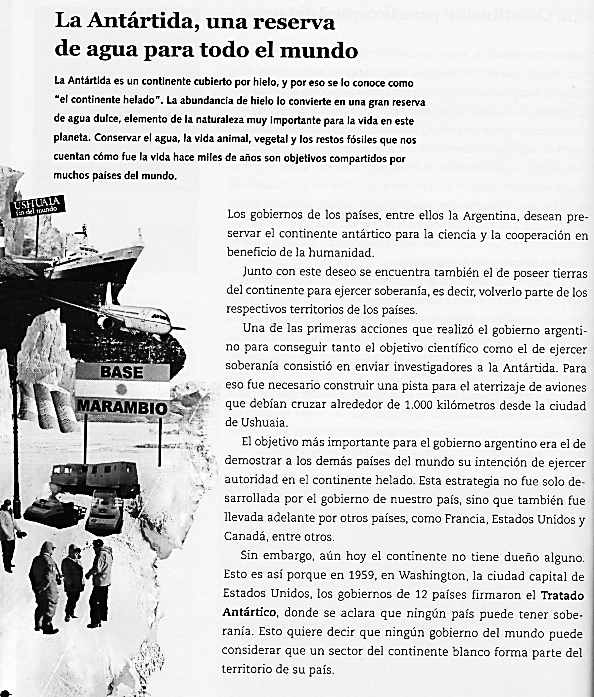 La Antártida, una reserva
de agua para todo el mundo
La Antártida es un continente cubierto por hielo, y por eso se lo conoce como
"el continente helado". La abundancia de hielo lo convierte en una gran reserva
de agua dulce, elemento de la naturaleza muy importante para la vida en este
planeta. Conservar el agua, la vida animal, vegetal y los restos fósiles que nos
cuentan cómo fue la vida hace miles de años son objetivos compartidos por
muchos países del mundo.
USHUAIA
fin del mundo
BASE
MARAMBIO
Los gobiernos de los países, entre ellos la Argentina, desean pre-
servar el continente antártico para la ciencia y la cooperación en
beneficio de la humanidad.
Junto con este deseo se encuentra también el de poseer tierras
del continente para ejercer soberanía, es decir, volverlo parte de los
respectivos territorios de los países.
Una de las primeras acciones que realizó el gobierno argenti-
no para conseguir tanto el objetivo científico como el de ejercer
soberanía consistió en enviar investigadores a la Antártida. Para
eso fue necesario construir una pista para el aterrizaje de aviones
que debían cruzar alrededor de 1.000 kilómetros desde la ciudad
de Ushuaia.
El objetivo más importante para el gobierno argentino era el de
demostrar a los demás países del mundo su intención de ejercer
autoridad en el continente helado. Esta estrategia no fue solo de-
sarrollada por el gobierno de nuestro país, sino que también fue
llevada adelante por otros países, como Francia, Estados Unidos y
Canadá, entre otros.
Sin embargo, aún hoy el continente no tiene dueño alguno.
Esto es así porque en 1959, en Washington, la ciudad capital de
Estados Unidos, los gobiernos de 12 países firmaron el Tratado
Antártico, donde se aclara que ningún país puede tener sobe-
ranía. Esto quiere decir que ningún gobierno del mundo puede
considerar que un sector del continente blanco forma parte del
territorio de su país.